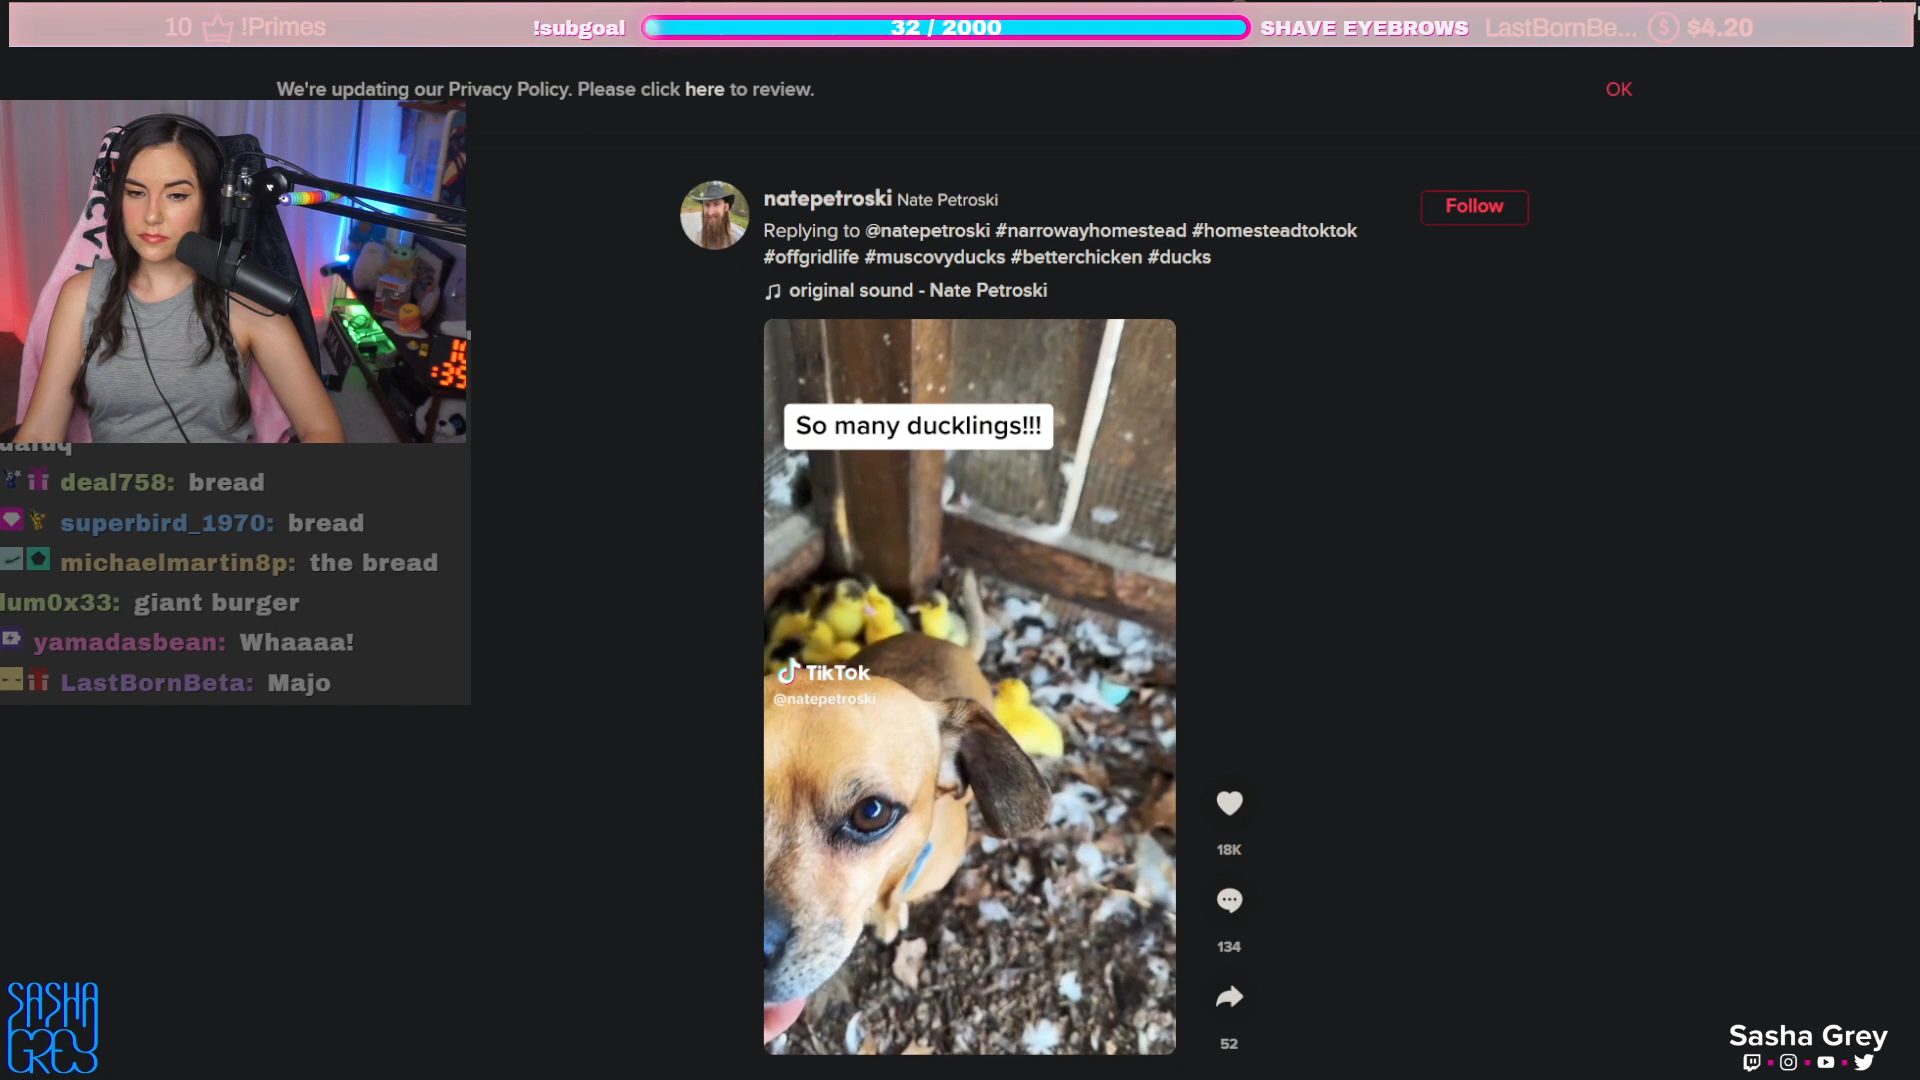 10 !Primes
!subgoal 32 / 2000 SHAVE EYEBROWS LastBornBe... $4.20
We're updating our Privacy Policy. Please click here to review. OK
natepetroski Nate Petroski
Follow
Replying to @natepetroski #narrowayhomestead #homesteadtoktok
#offgridlife #muscovyducks #betterchicken #ducks
original sound - Nate Petroski
So many ducklings!!!
TikTok
@natepetroski
18K
134
52
deal758: bread
superbird_1970: bread
michaelmartin8p: the bread
lum0x33: giant burger
yamadasbean: Whaaaa!
LastBornBeta: Majo
SASHA
GREY
Sasha Grey